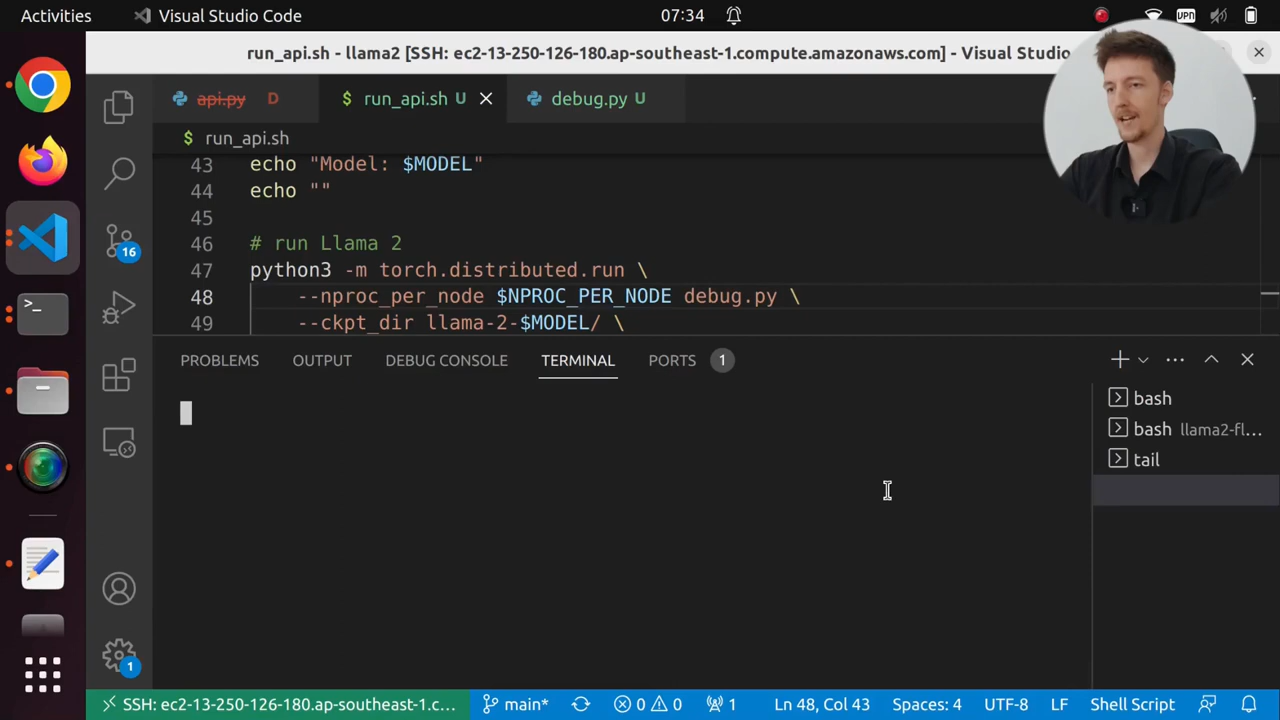 Activities
Visual Studio Code
07:34
VPN
run_api.sh - llama2 [SSH: ec2-13-250-126-180.ap-southeast-1.compute.amazonaws.com] - Visual Studio
api.py D
$ run_api.sh U
debug.py U
$ run_api.sh
43 echo "Model: $MODEL"
44 echo ""
45
46 # run Llama 2
47 python3 -m torch.distributed.run \
48 --nproc_per_node $NPROC_PER_NODE debug.py \
49 --ckpt_dir llama-2-$MODEL/ \
16
PROBLEMS OUTPUT DEBUG CONSOLE TERMINAL PORTS 1
bash
bash llama2-fl...
tail
1
SSH: ec2-13-250-126-180.ap-southeast-1.c... main* 0 0 1 Ln 48, Col 43 Spaces: 4 UTF-8 LF Shell Script